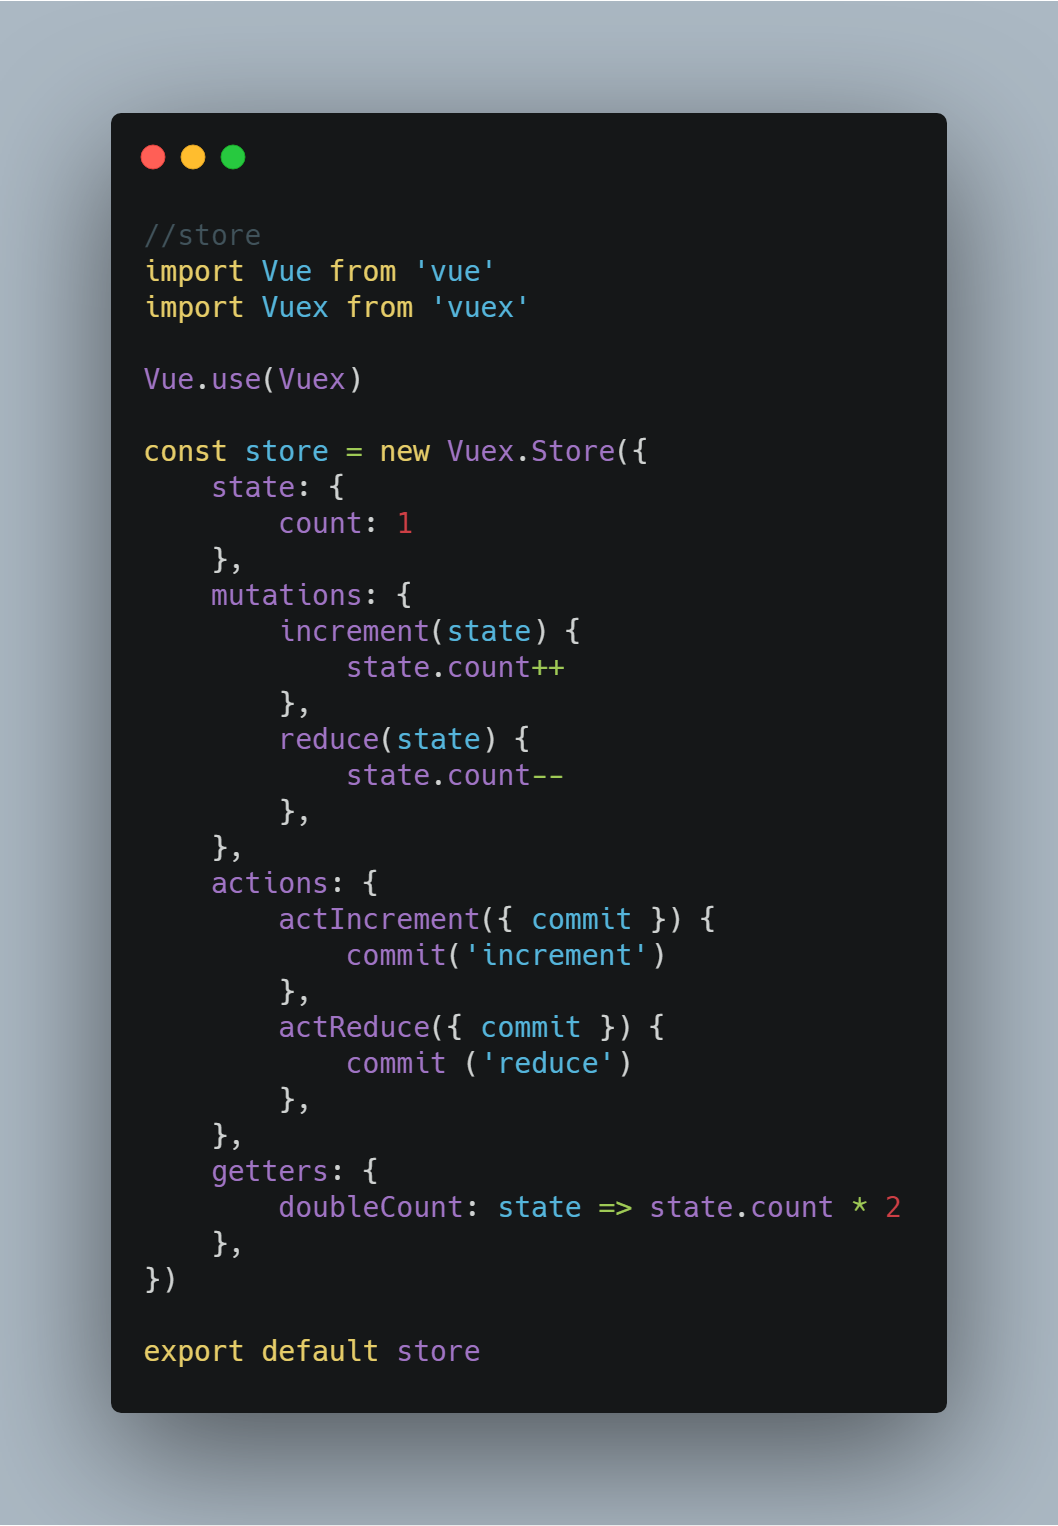 //store
import Vue from 'vue'
import Vuex from 'vuex'

Vue.use(Vuex)

const store = new Vuex.Store({
    state: {
        count: 1
    },
    mutations: {
        increment(state) {
            state.count++
        },
        reduce(state) {
            state.count--
        },
    },
    actions: {
        actIncrement({ commit }) {
            commit('increment')
        },
        actReduce({ commit }) {
            commit ('reduce')
        },
    },
    getters: {
        doubleCount: state => state.count * 2
    },
})

export default store